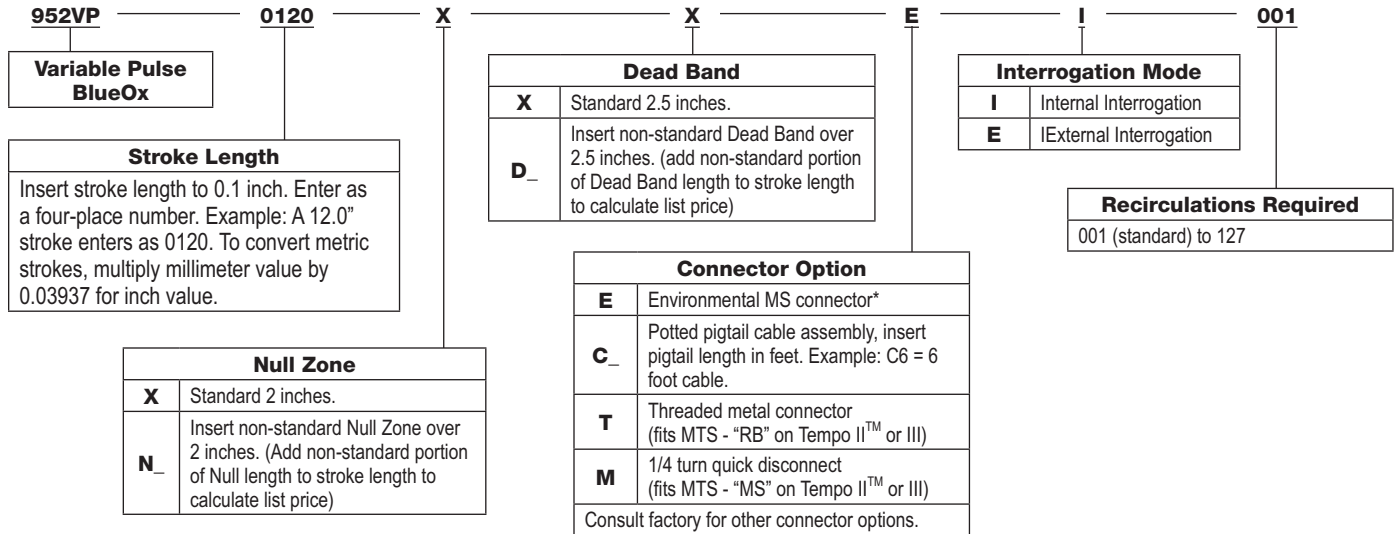 952VP 0120 X X E I 001
Variable Pulse
BlueOx
Stroke Length
Insert stroke length to 0.1 inch. Enter as
a four-place number. Example: A 12.0”
stroke enters as 0120. To convert metric
strokes, multiply millimeter value by
0.03937 for inch value.
Null Zone
X Standard 2 inches.
N_ Insert non-standard Null Zone over
2 inches. (Add non-standard portion
of Null length to stroke length to
calculate list price)
Dead Band
X Standard 2.5 inches.
D_ Insert non-standard Dead Band over
2.5 inches. (add non-standard portion
of Dead Band length to stroke length
to calculate list price)
Connector Option
E Environmental MS connector*
C_ Potted pigtail cable assembly, insert
pigtail length in feet. Example: C6 = 6
foot cable.
T Threaded metal connector
(fits MTS - “RB” on Tempo II™ or III)
M 1/4 turn quick disconnect
(fits MTS - “MS” on Tempo II™ or III)
Consult factory for other connector options.
Interrogation Mode
I Internal Interrogation
E IExternal Interrogation
Recirculations Required
001 (standard) to 127